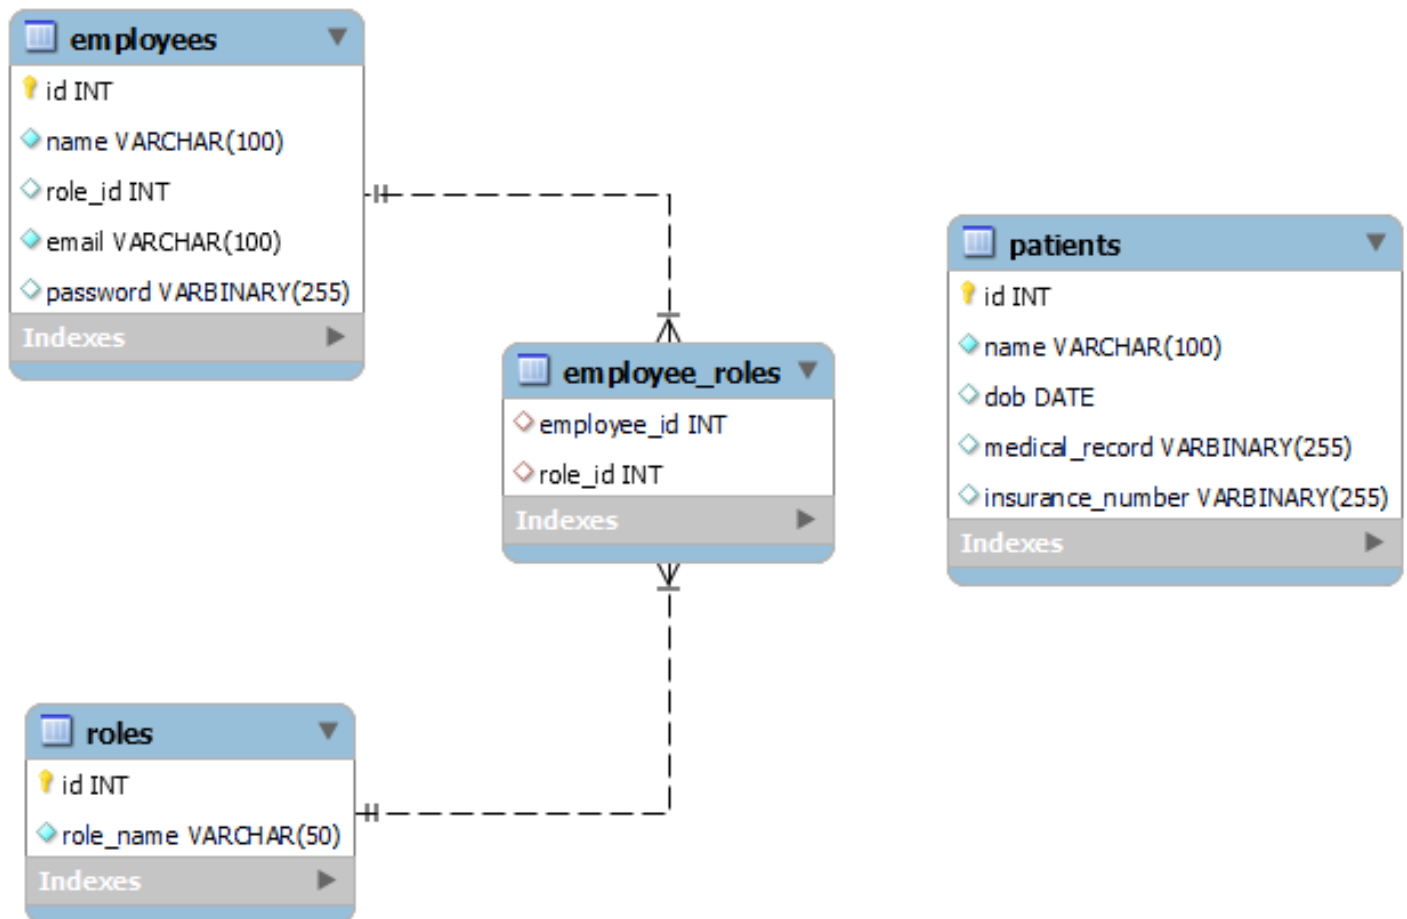 employees
id INT
name VARCHAR(100)
role_id INT
email VARCHAR(100)
password VARBINARY(255)
Indexes
employee_roles
employee_id INT
role_id INT
Indexes
patients
id INT
name VARCHAR(100)
dob DATE
medical_record VARBINARY(255)
insurance_number VARBINARY(255)
Indexes
roles
id INT
role_name VARCHAR(50)
Indexes